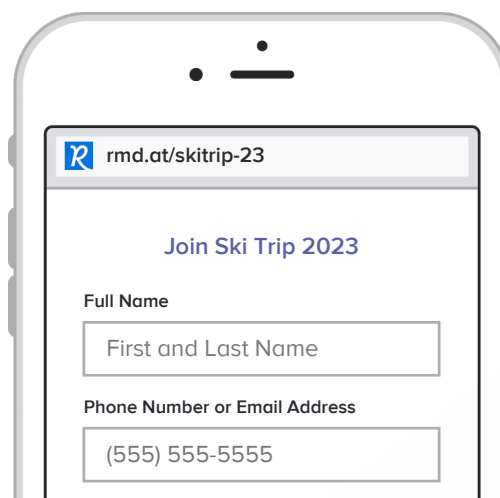 R rmd.at/skitrip-23
Join Ski Trip 2023
Full Name
First and Last Name
Phone Number or Email Address
(555) 555-5555